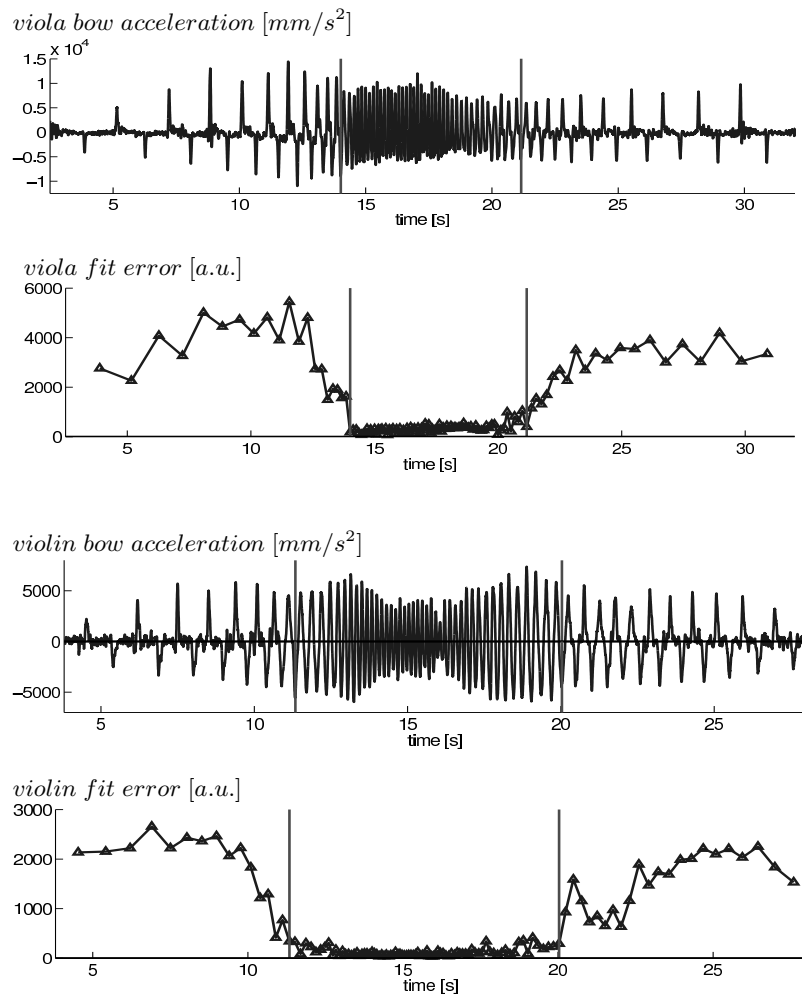 viola bow acceleration [mm/s²]
x 10⁴
1.5
1
0.5
0
−0.5
−1
5 10 15 20 25 30
time [s]
viola fit error [a.u.]
6000
4000
2000
0
5 10 15 20 25 30
time [s]
violin bow acceleration [mm/s²]
5000
0
−5000
5 10 15 20 25
time [s]
violin fit error [a.u.]
3000
2000
1000
0
5 10 15 20 25
time [s]